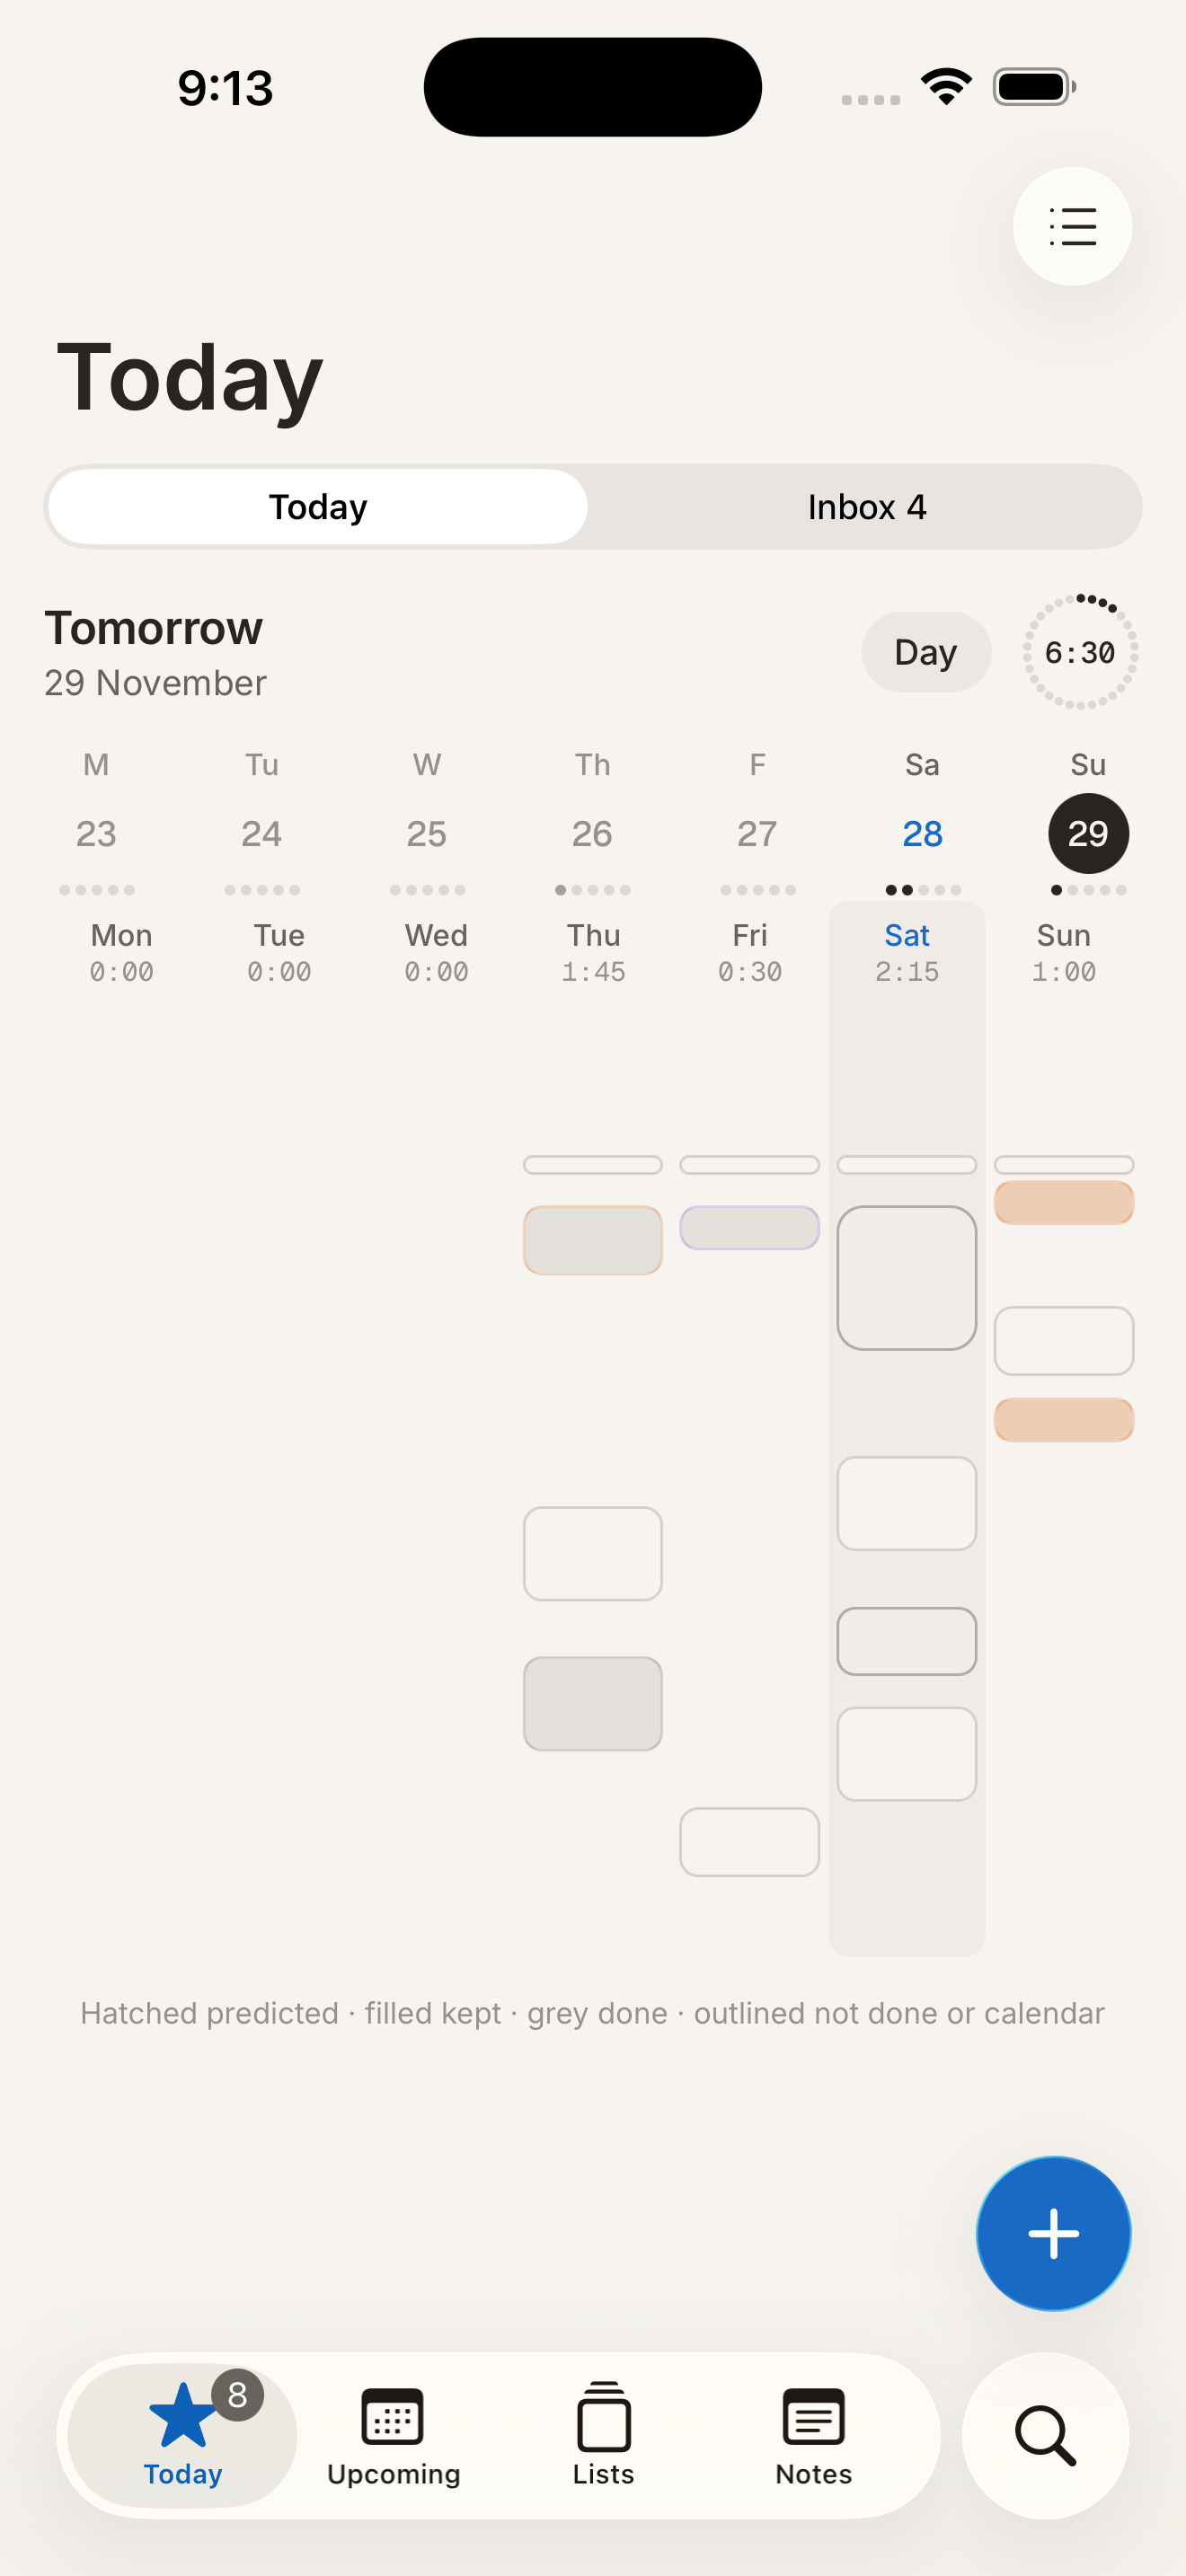 9:13
Today
Today Inbox 4
Tomorrow
29 November
Day 6:30
M Tu W Th F Sa Su
23 24 25 26 27 28 29
Mon Tue Wed Thu Fri Sat Sun
0:00 0:00 0:00 1:45 0:30 2:15 1:00
Hatched predicted · filled kept · grey done · outlined not done or calendar
8
Today Upcoming Lists Notes